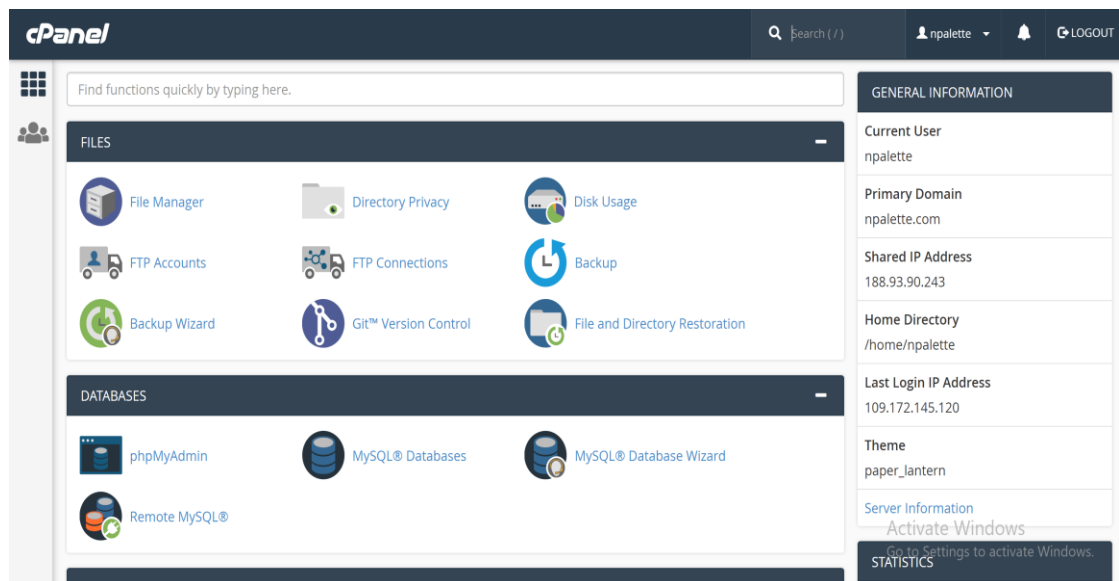 cPanel
Search ( / )
npalette
LOGOUT
Find functions quickly by typing here.
FILES
File Manager
Directory Privacy
Disk Usage
FTP Accounts
FTP Connections
Backup
Backup Wizard
Git™ Version Control
File and Directory Restoration
DATABASES
phpMyAdmin
MySQL® Databases
MySQL® Database Wizard
Remote MySQL®
GENERAL INFORMATION
Current User
npalette
Primary Domain
npalette.com
Shared IP Address
188.93.90.243
Home Directory
/home/npalette
Last Login IP Address
109.172.145.120
Theme
paper_lantern
Server Information
Activate Windows
Go to Settings to activate Windows.
STATISTICS